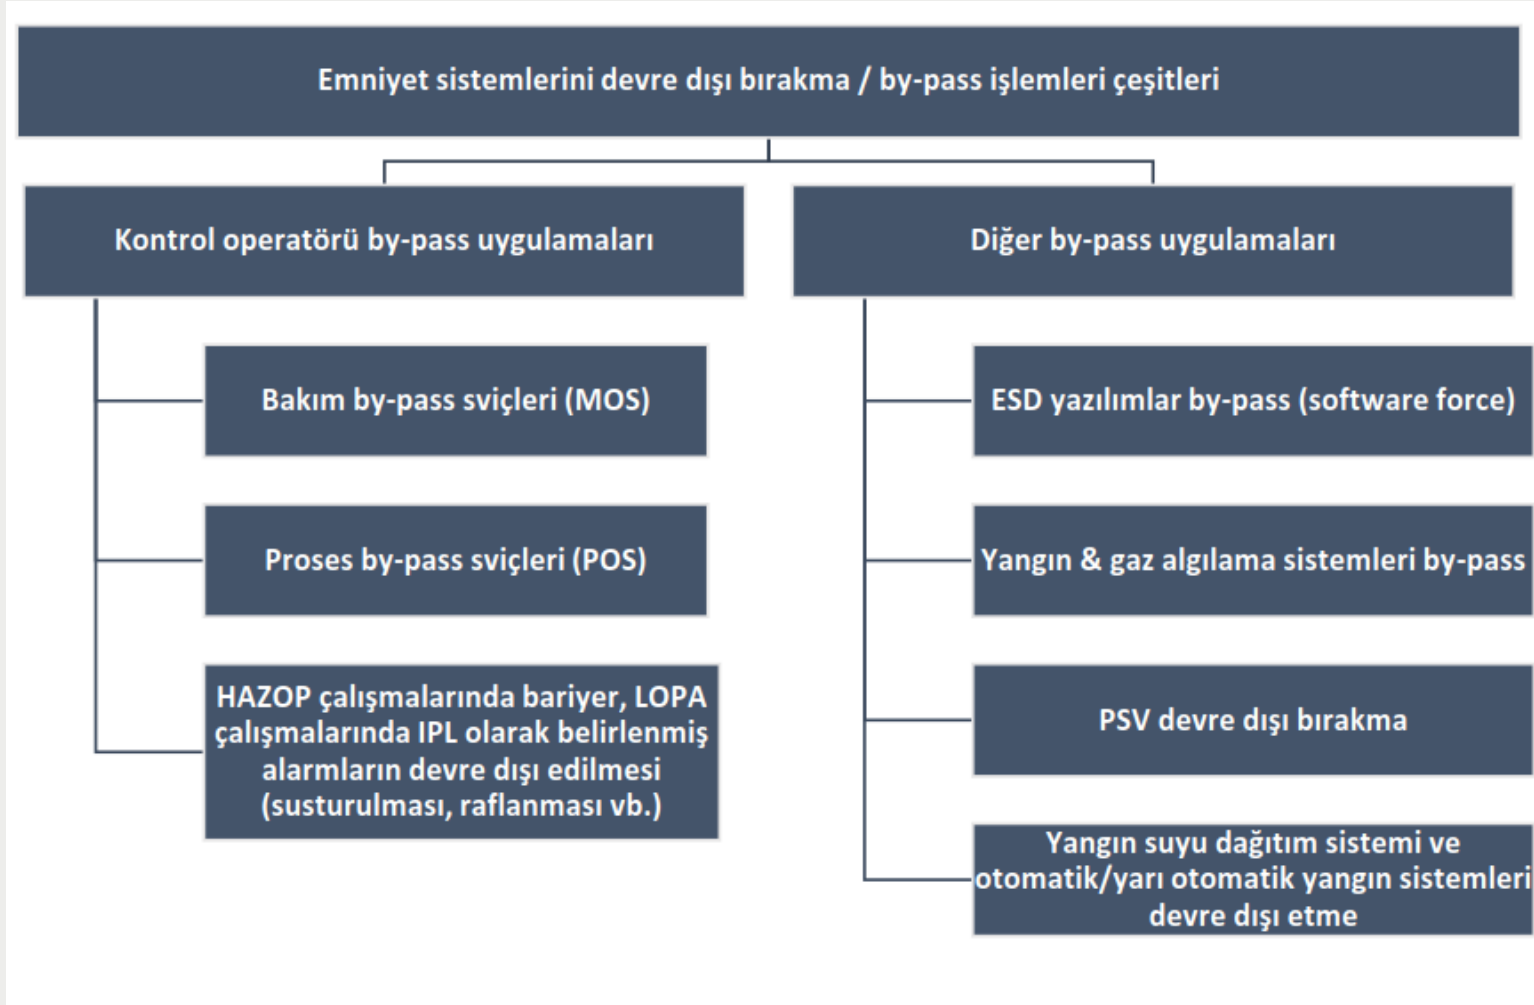 Emniyet sistemlerini devre dışı bırakma / by-pass işlemleri çeşitleri
Kontrol operatörü by-pass uygulamaları
Bakım by-pass sviçleri (MOS)
Proses by-pass sviçleri (POS)
HAZOP çalışmalarında bariyer, LOPA
çalışmalarında IPL olarak belirlenmiş
alarmların devre dışı edilmesi
(susturulması, raflanması vb.)
Diğer by-pass uygulamaları
ESD yazılımlar by-pass (software force)
Yangın & gaz algılama sistemleri by-pass
PSV devre dışı bırakma
Yangın suyu dağıtım sistemi ve
otomatik/yarı otomatik yangın sistemleri
devre dışı etme